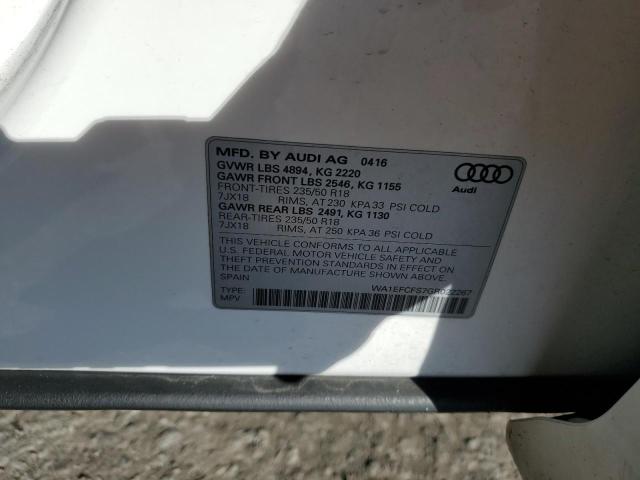 MFD. BY AUDI AG 0416
GVWR LBS 4894, KG 2220
GAWR FRONT LBS 2546, KG 1155
FRONT-TIRES 235/50 R18
7JX18 RIMS, AT 230 KPA 33 PSI COLD
GAWR REAR LBS 2491, KG 1130
REAR-TIRES 235/50 R18
7JX18 RIMS, AT 250 KPA 36 PSI COLD
THIS VEHICLE CONFORMS TO ALL APPLICABLE
U.S. FEDERAL MOTOR VEHICLE SAFETY AND
THEFT PREVENTION STANDARDS IN EFFECT ON
THE DATE OF MANUFACTURE SHOWN ABOVE.
SPAIN
TYPE:
MPV
WA1EFCFS7GR022267
Audi